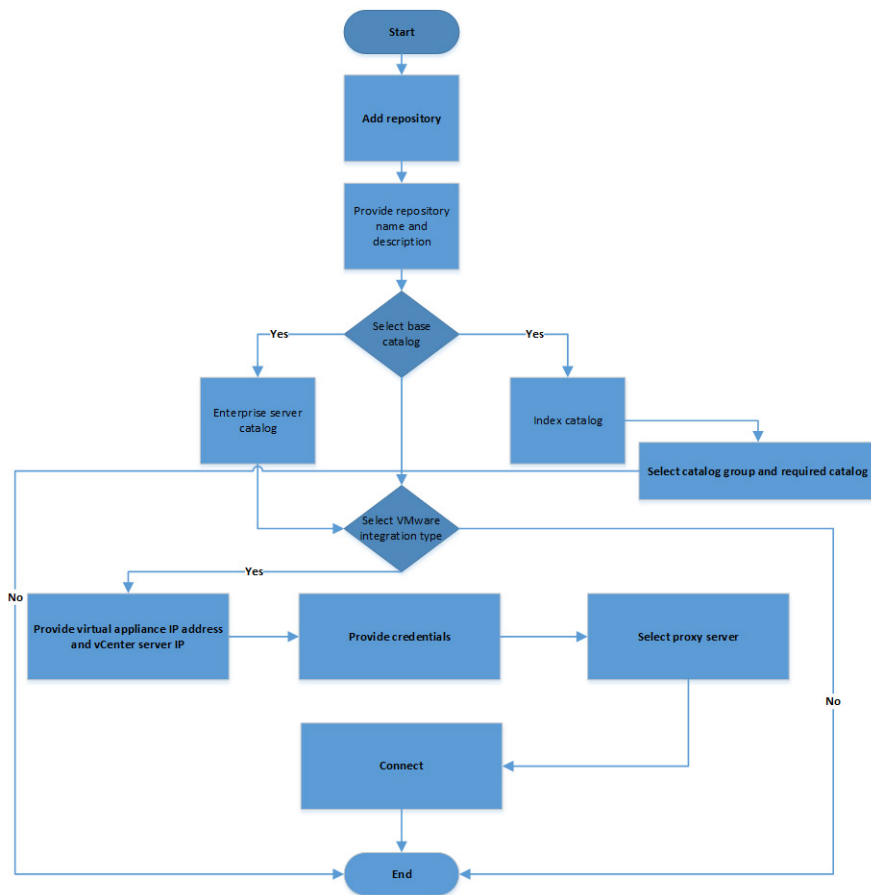 Start
Add repository
Provide repository
name and
description
Select base
catalog
Yes
Yes
Enterprise server
catalog
Index catalog
Select catalog group and required catalog
Select VMware
integration type
Yes
No
Provide virtual appliance IP address
and vCenter server IP
Provide credentials
Select proxy server
No
Connect
End